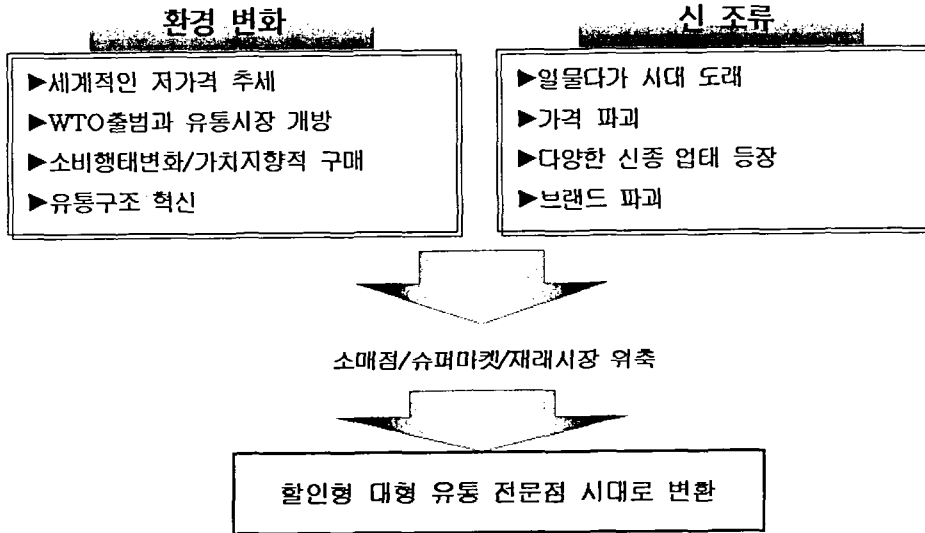 환경 변화
▶세계적인 저가격 추세
▶WTO출범과 유통시장 개방
▶소비행태변화/가치지향적 구매
▶유통구조 혁신
신 조류
▶일물다가 시대 도래
▶가격 파괴
▶다양한 신종 업태 등장
▶브랜드 파괴
소매점/슈퍼마켓/재래시장 위축
할인형 대형 유통 전문점 시대로 변환